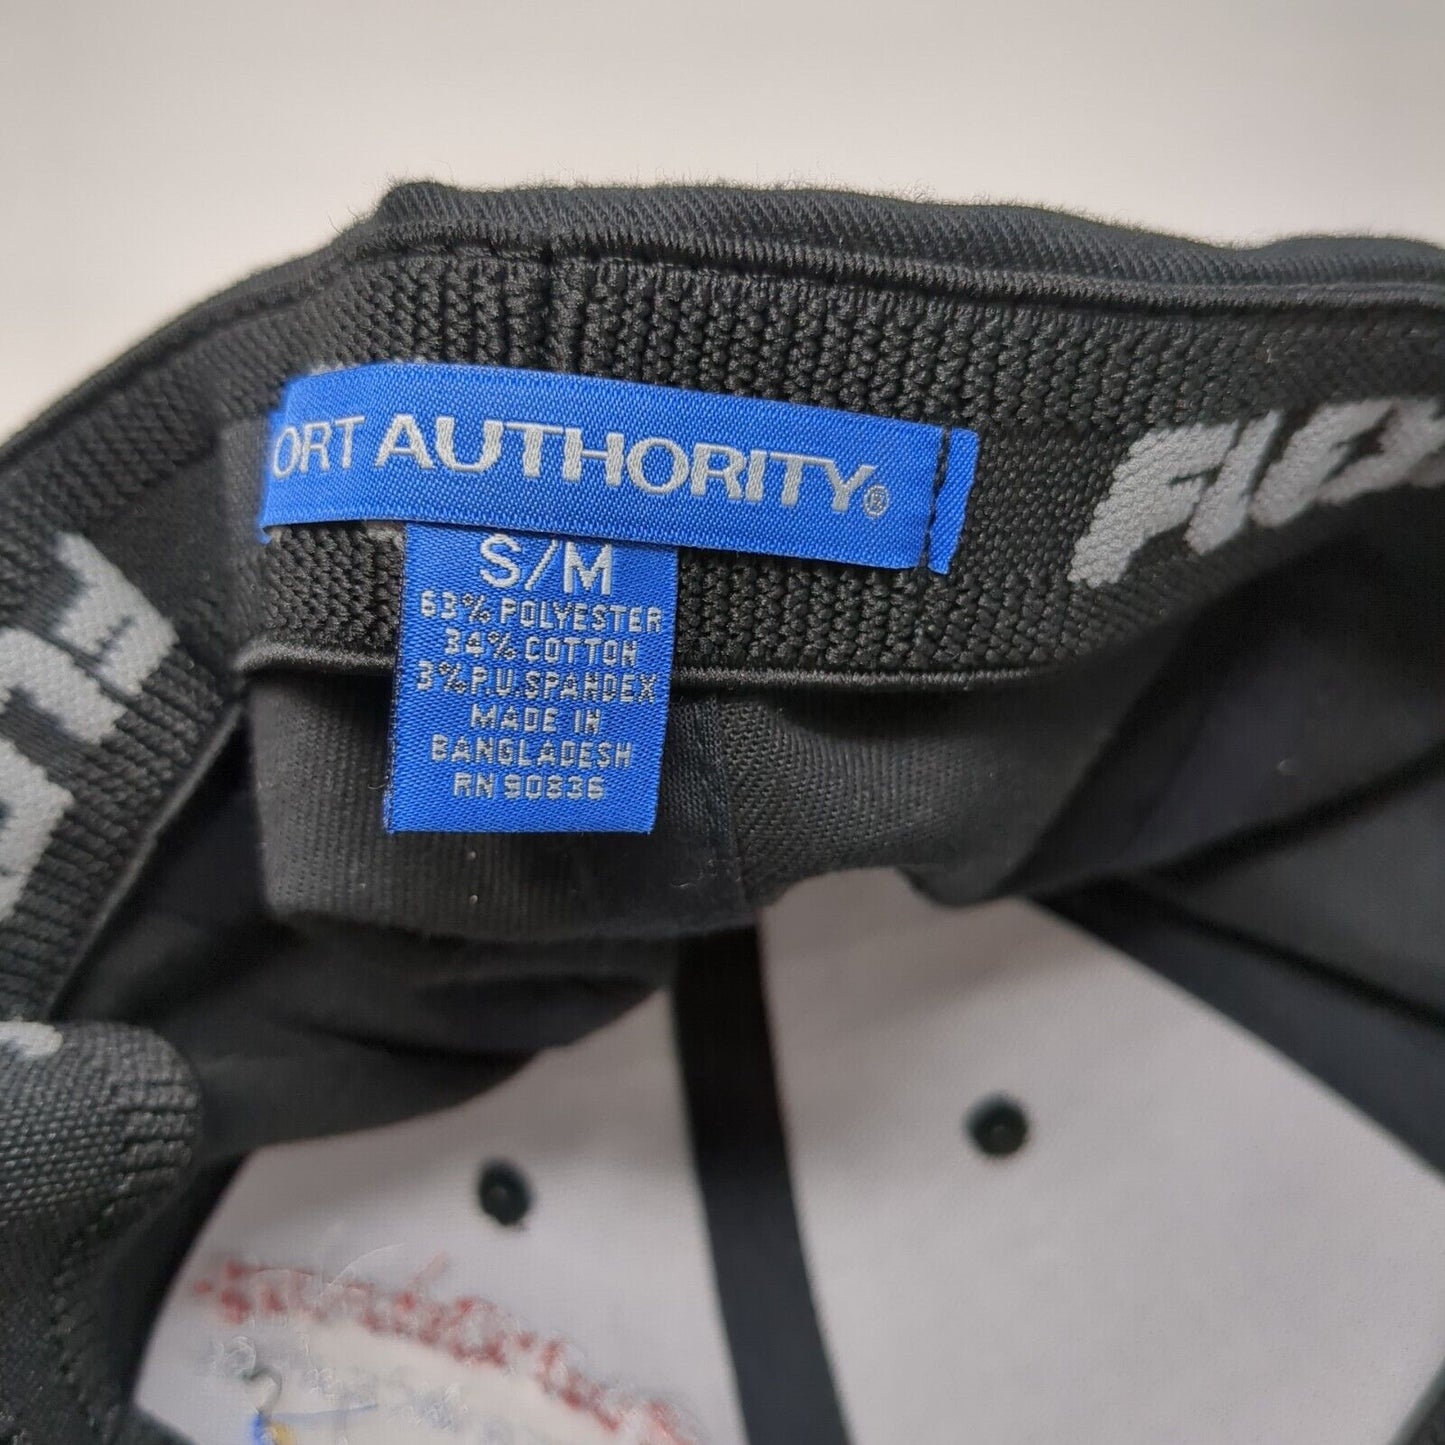 ORT AUTHORITY®
S/M
63% POLYESTER
34% COTTON
3% P.U. SPANDEX
MADE IN
BANGLADESH
RN 90836